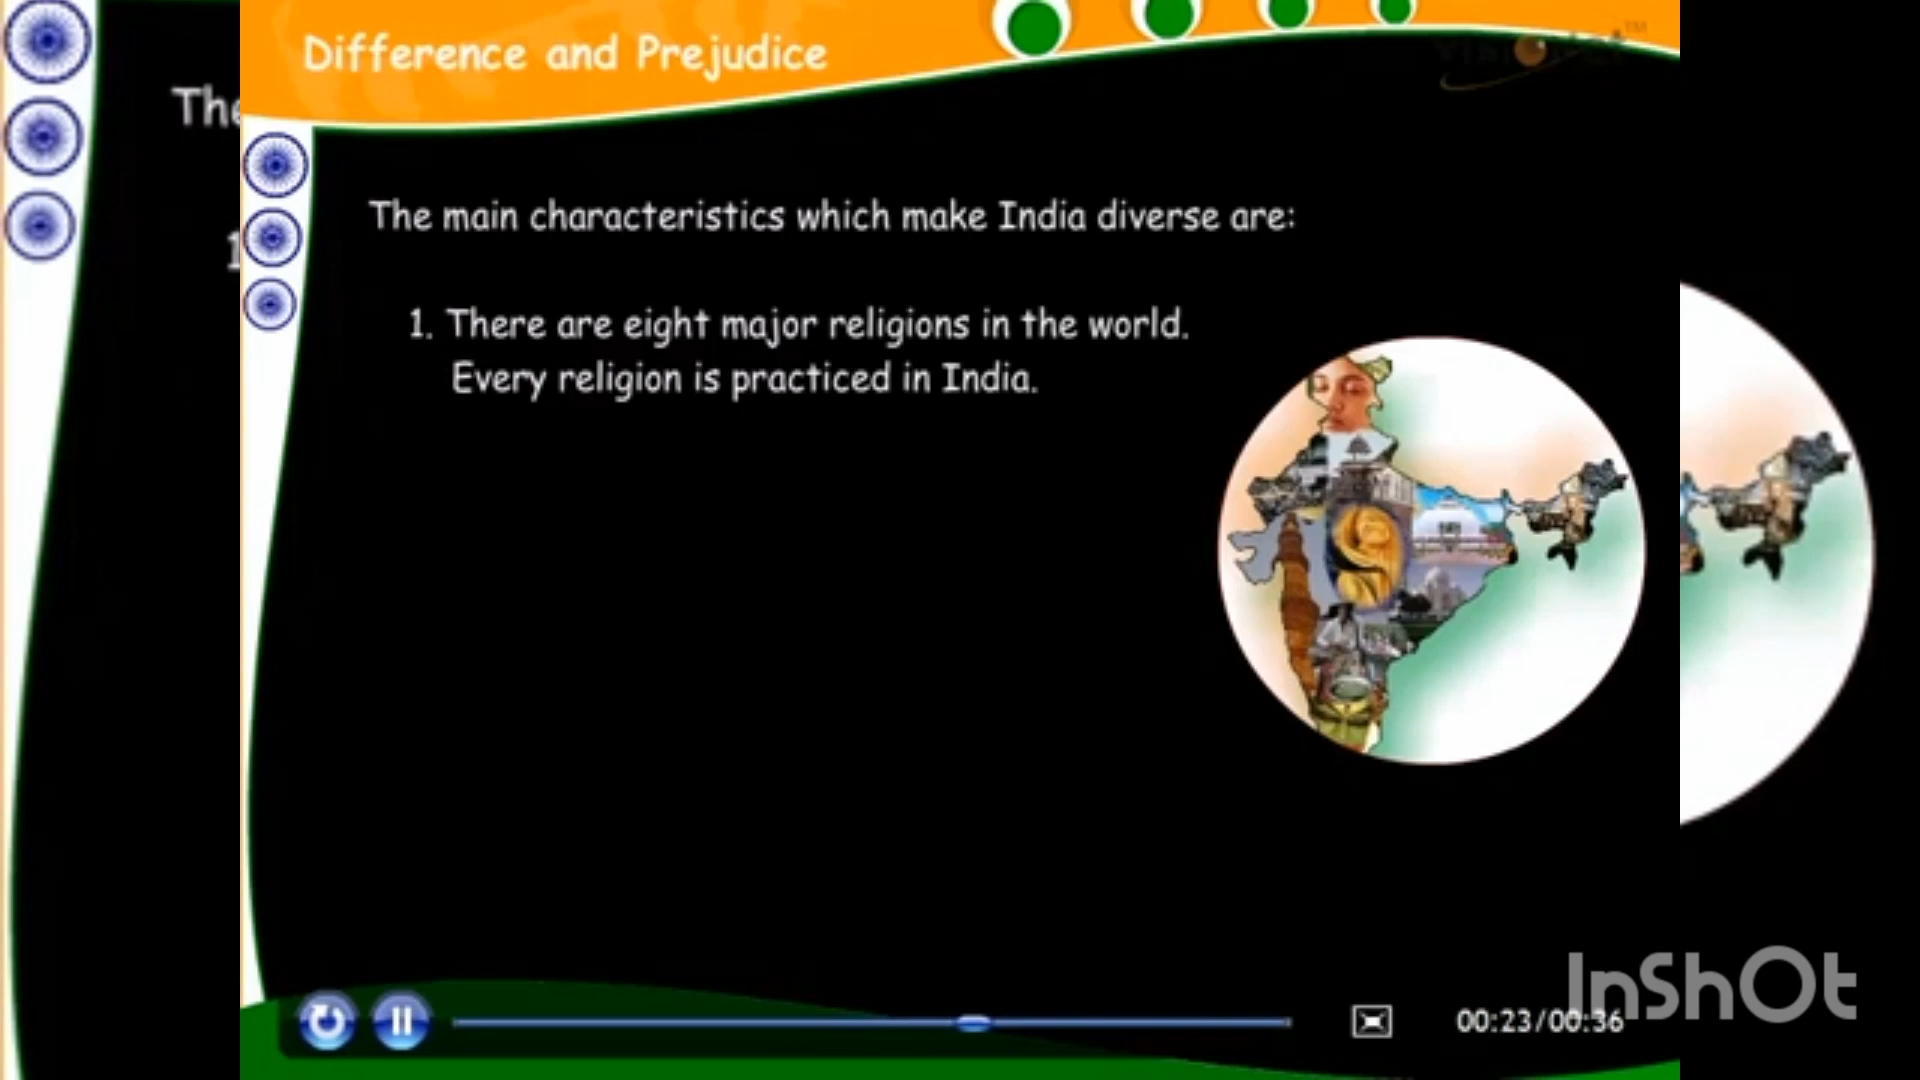 Difference and Prejudice
The
The main characteristics which make India diverse are:
1
1. There are eight major religions in the world.
Every religion is practiced in India.
InShOt
00:23/00:36